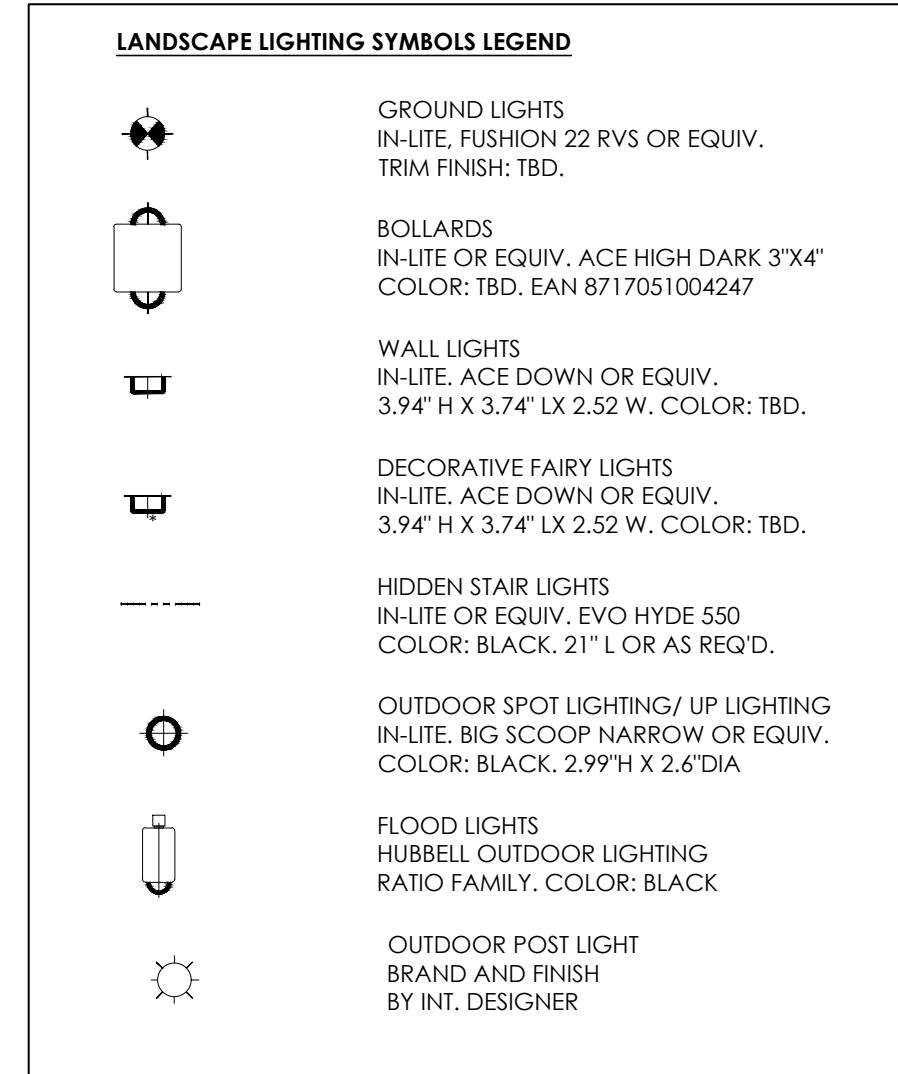 LANDSCAPE LIGHTING SYMBOLS LEGEND
GROUND LIGHTS
IN-LITE, FUSHION 22 RVS OR EQUIV.
TRIM FINISH: TBD.
BOLLARDS
IN-LITE OR EQUIV. ACE HIGH DARK 3"X4"
COLOR: TBD. EAN 8717051004247
WALL LIGHTS
IN-LITE. ACE DOWN OR EQUIV.
3.94" H X 3.74" LX 2.52 W. COLOR: TBD.
DECORATIVE FAIRY LIGHTS
IN-LITE. ACE DOWN OR EQUIV.
3.94" H X 3.74" LX 2.52 W. COLOR: TBD.
HIDDEN STAIR LIGHTS
IN-LITE OR EQUIV. EVO HYDE 550
COLOR: BLACK. 21" L OR AS REQ'D.
OUTDOOR SPOT LIGHTING/ UP LIGHTING
IN-LITE. BIG SCOOP NARROW OR EQUIV.
COLOR: BLACK. 2.99"H X 2.6"DIA
FLOOD LIGHTS
HUBBELL OUTDOOR LIGHTING
RATIO FAMILY. COLOR: BLACK
OUTDOOR POST LIGHT
BRAND AND FINISH
BY INT. DESIGNER